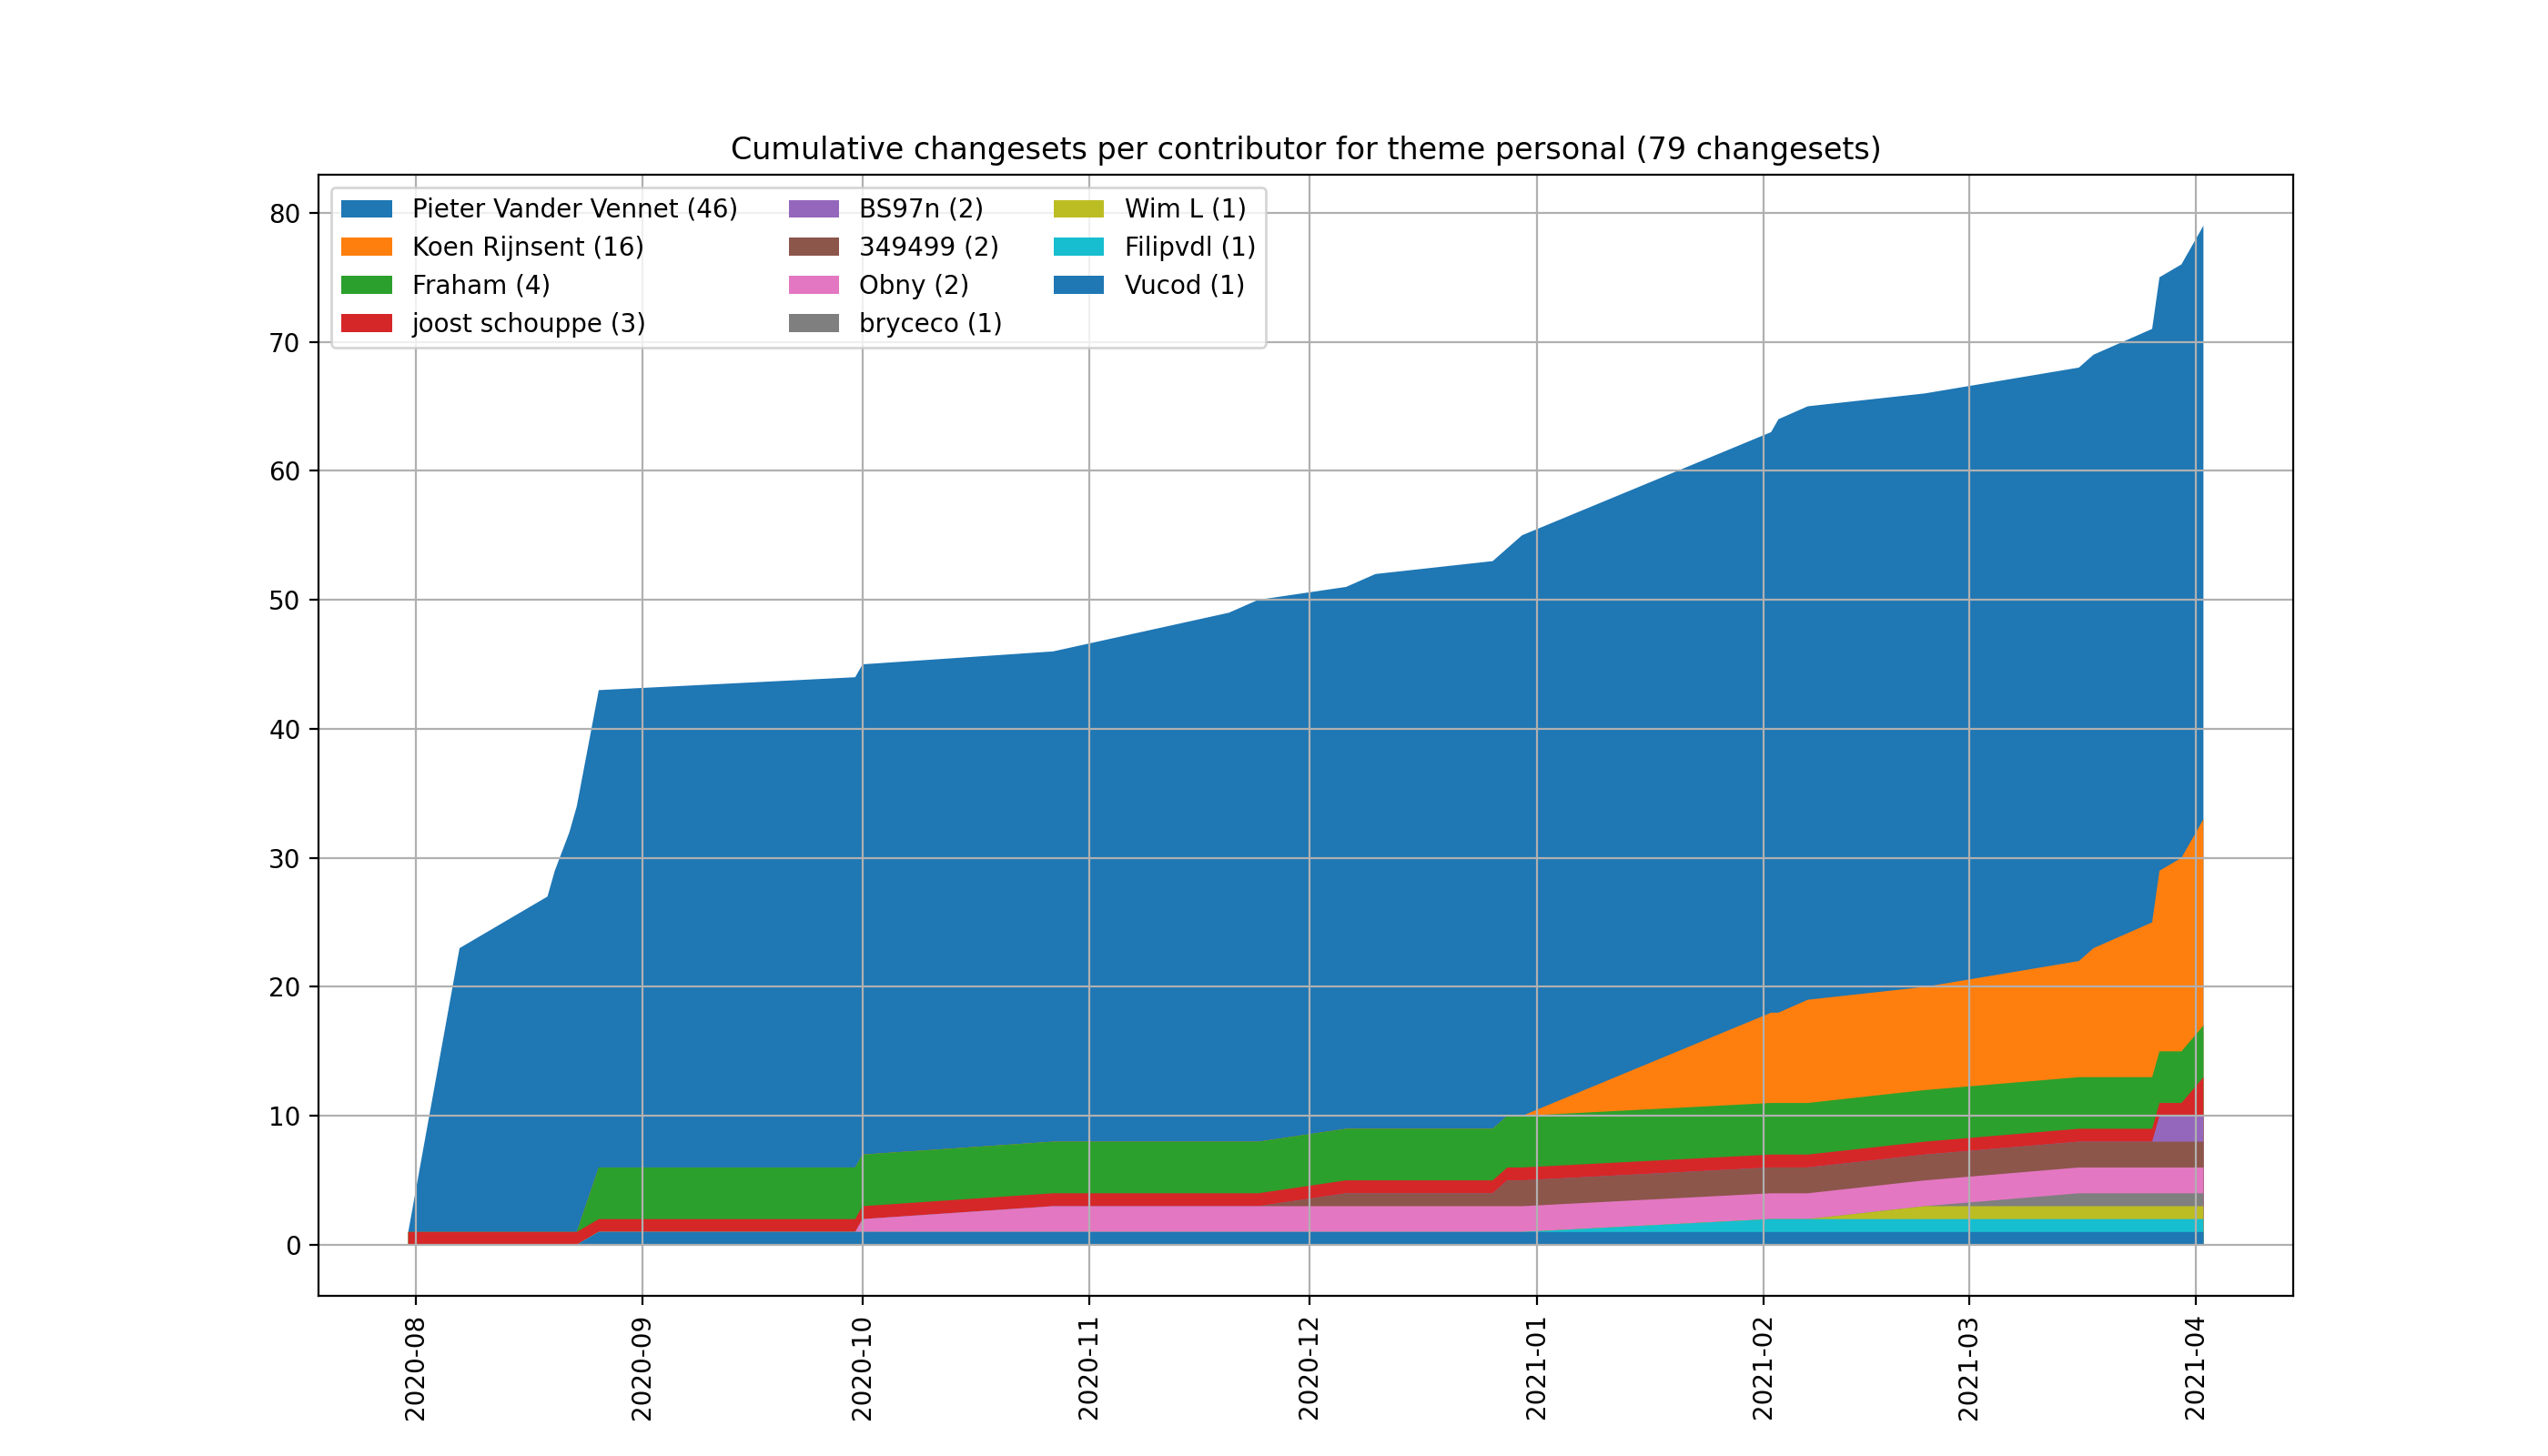 Cumulative changesets per contributor for theme personal (79 changesets)
Pieter Vander Vennet (46)
Koen Rijnsent (16)
Fraham (4)
joost schouppe (3)
BS97n (2)
349499 (2)
Obny (2)
bryceco (1)
Wim L (1)
Filipvdl (1)
Vucod (1)
80
70
60
50
40
30
20
10
0
2020-08
2020-09
2020-10
2020-11
2020-12
2021-01
2021-02
2021-03
2021-04